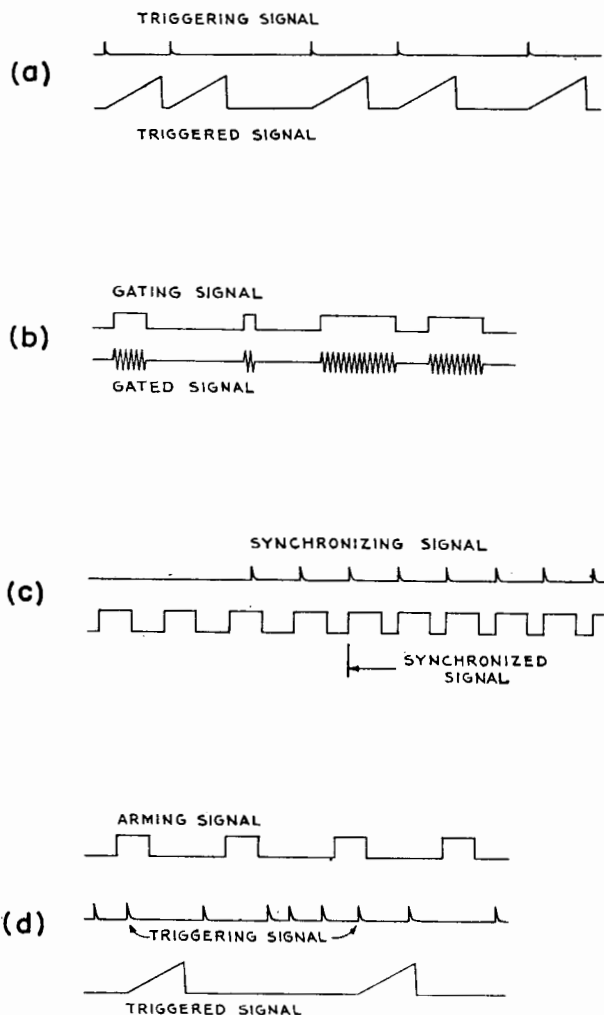 TRIGGERING SIGNAL
(a)
TRIGGERED SIGNAL
GATING SIGNAL
(b)
GATED SIGNAL
SYNCHRONIZING SIGNAL
(c)
SYNCHRONIZED
SIGNAL
ARMING SIGNAL
(d)
TRIGGERING SIGNAL
TRIGGERED SIGNAL